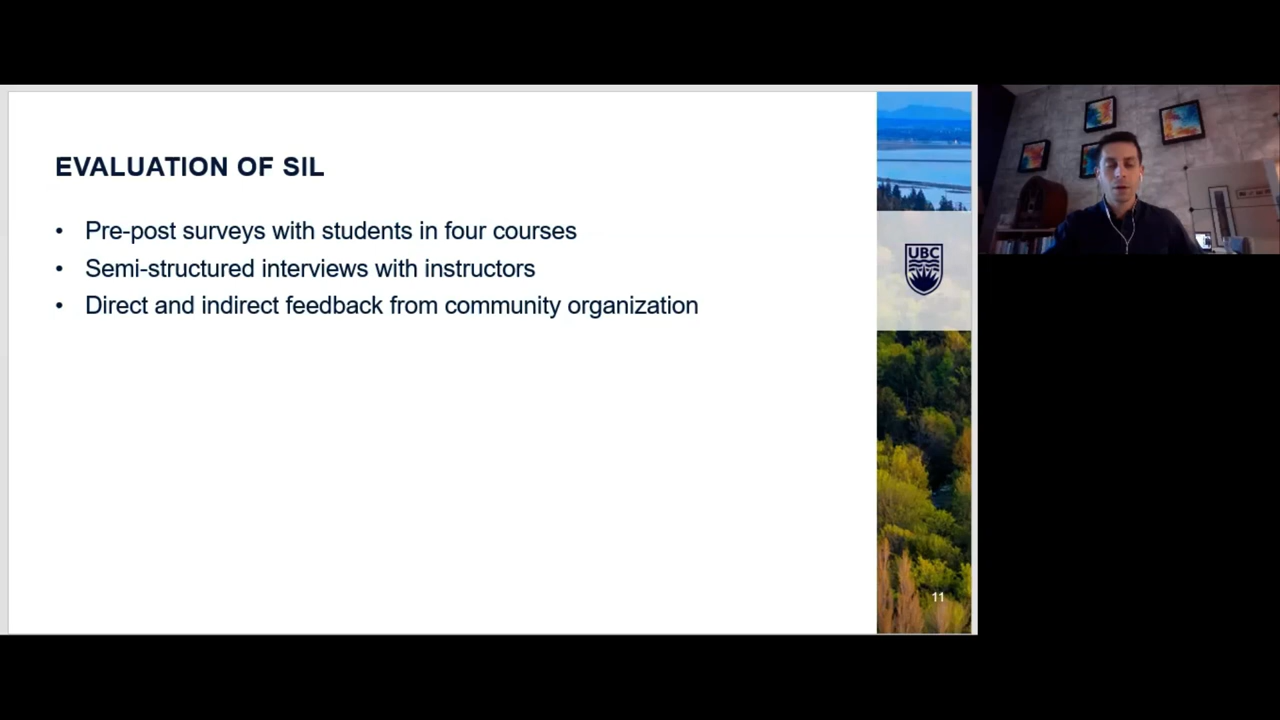 EVALUATION OF SIL
• Pre-post surveys with students in four courses
• Semi-structured interviews with instructors
• Direct and indirect feedback from community organization
UBC
11